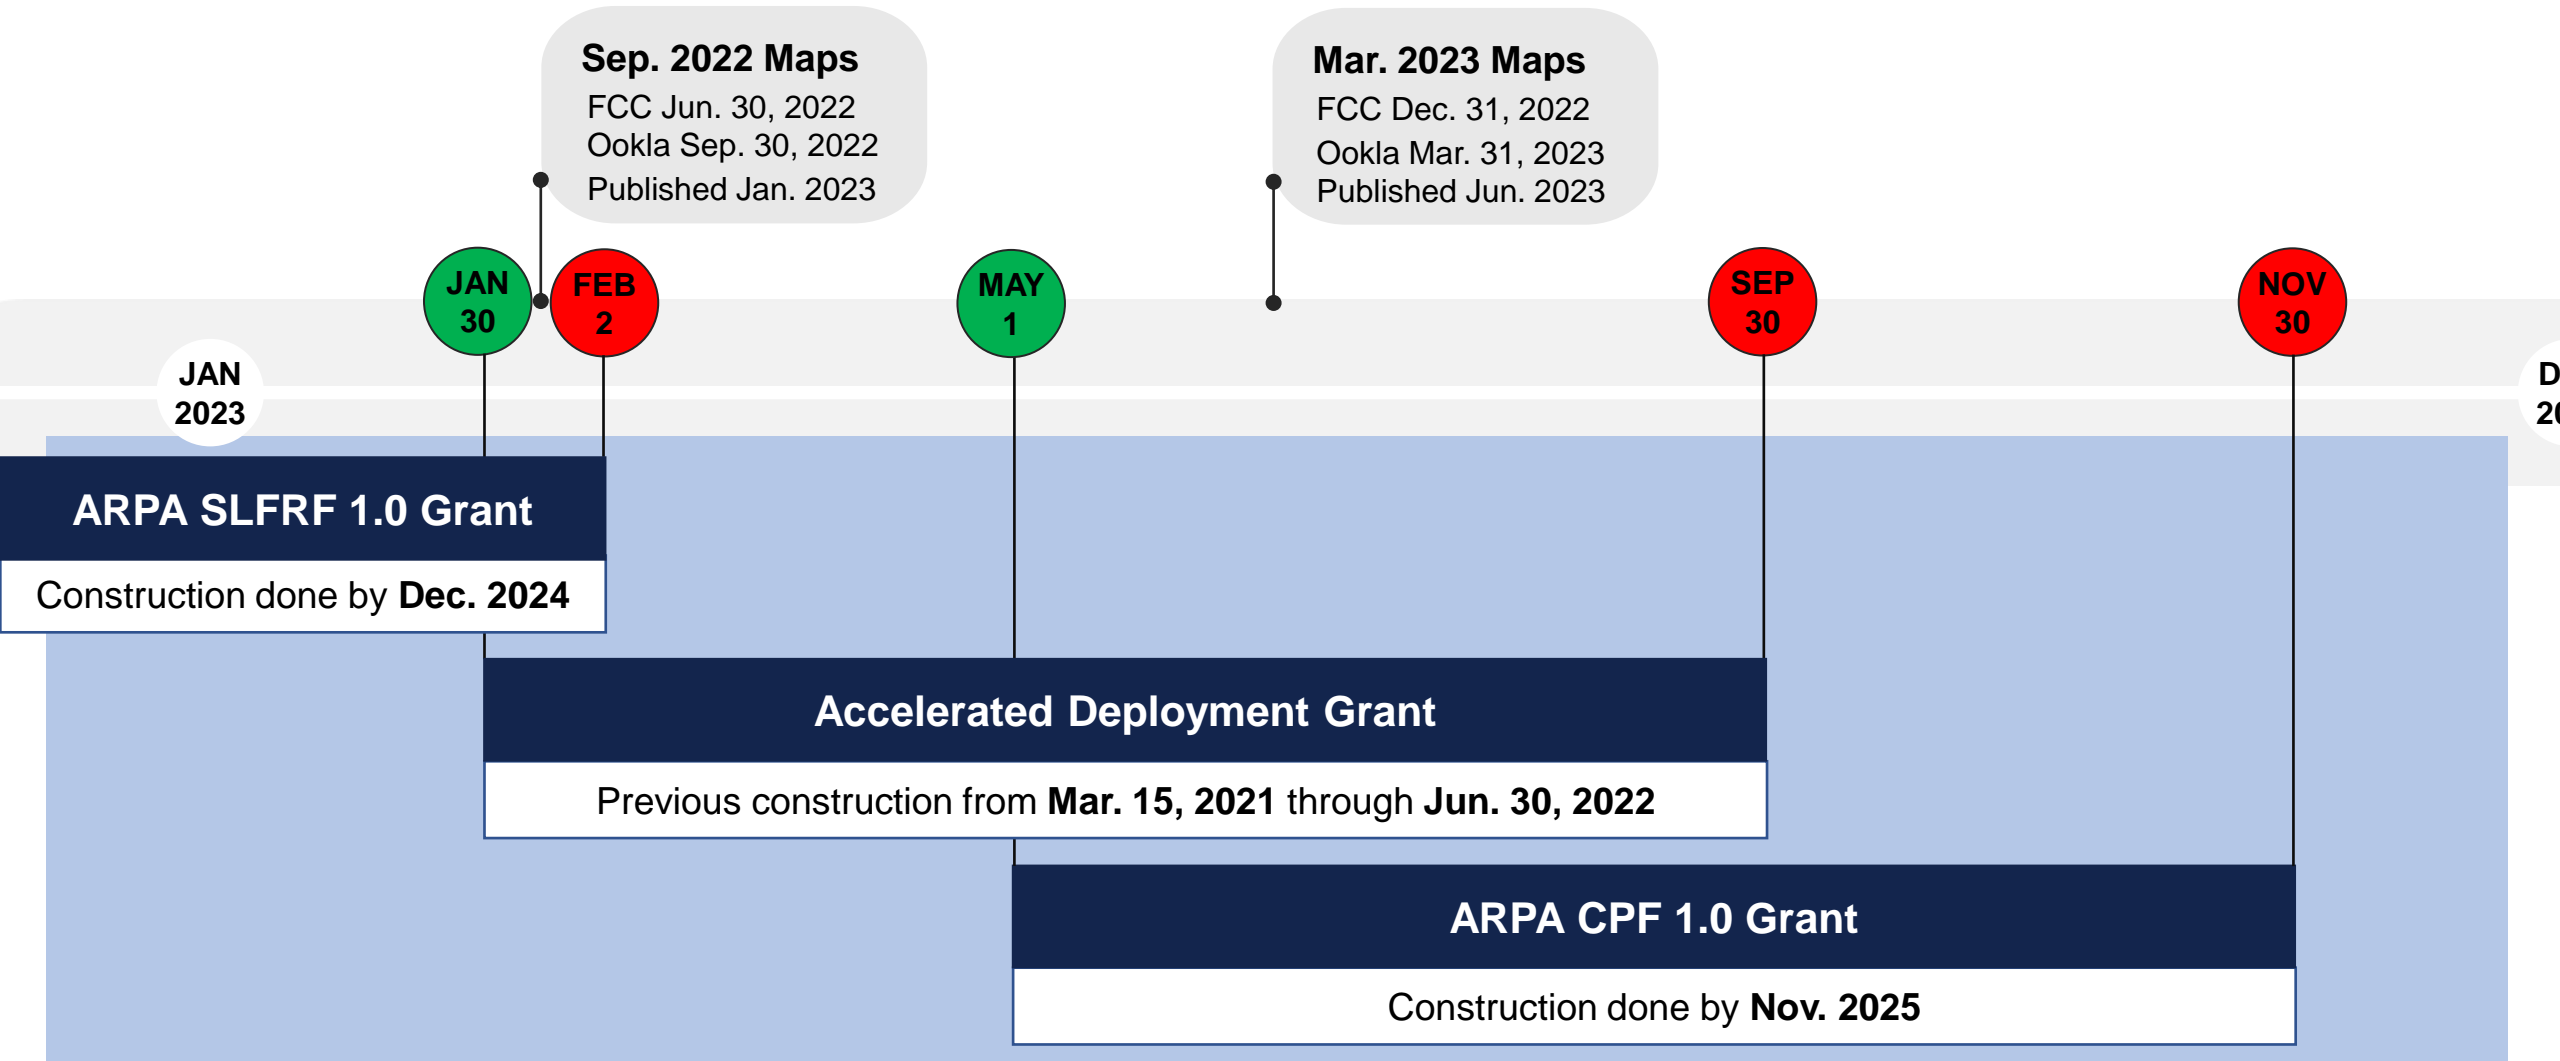 Sep. 2022 Maps
FCC Jun. 30, 2022
Ookla Sep. 30, 2022
Published Jan. 2023
Mar. 2023 Maps
FCC Dec. 31, 2022
Ookla Mar. 31, 2023
Published Jun. 2023
JAN
30
FEB
2
MAY
1
SEP
30
NOV
30
JAN
2023
ARPA SLFRF 1.0 Grant
Construction done by Dec. 2024
Accelerated Deployment Grant
Previous construction from Mar. 15, 2021 through Jun. 30, 2022
ARPA CPF 1.0 Grant
Construction done by Nov. 2025